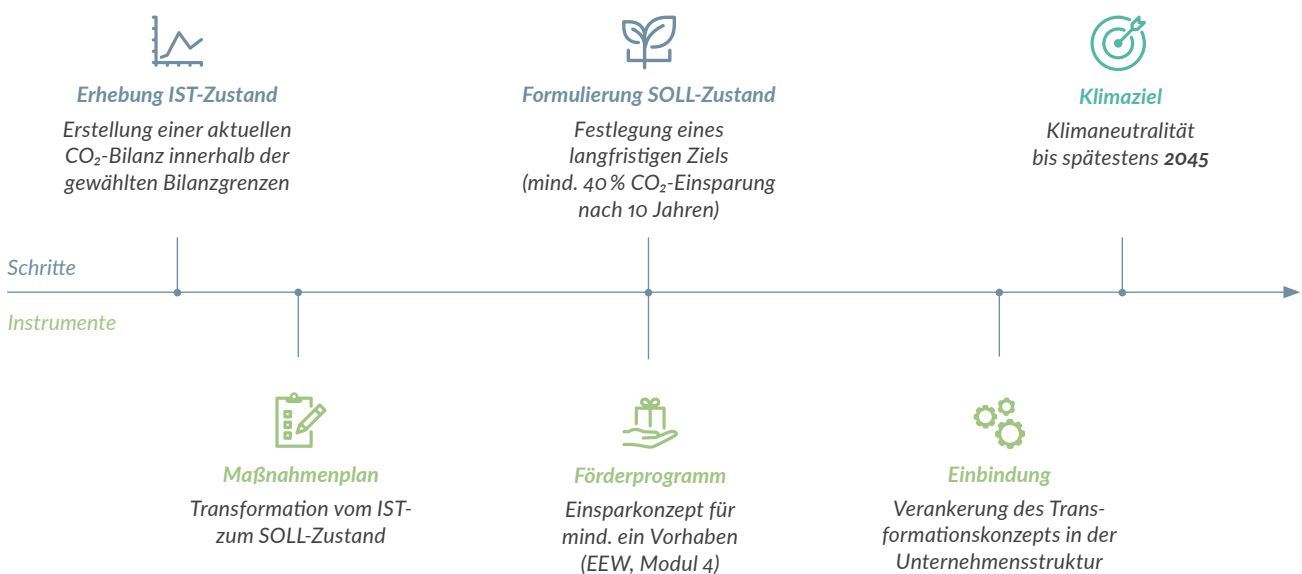 Erhebung IST-Zustand
Erstellung einer aktuellen
CO₂-Bilanz innerhalb der
gewählten Bilanzgrenzen
Formulierung SOLL-Zustand
Festlegung eines
langfristigen Ziels
(mind. 40 % CO₂-Einsparung
nach 10 Jahren)
Klimaziel
Klimaneutralität
bis spätestens 2045
Schritte
Instrumente
Maßnahmenplan
Transformation vom IST-
zum SOLL-Zustand
Förderprogramm
Einsparkonzept für
mind. ein Vorhaben
(EEW, Modul 4)
Einbindung
Verankerung des Trans-
formationskonzepts in der
Unternehmensstruktur